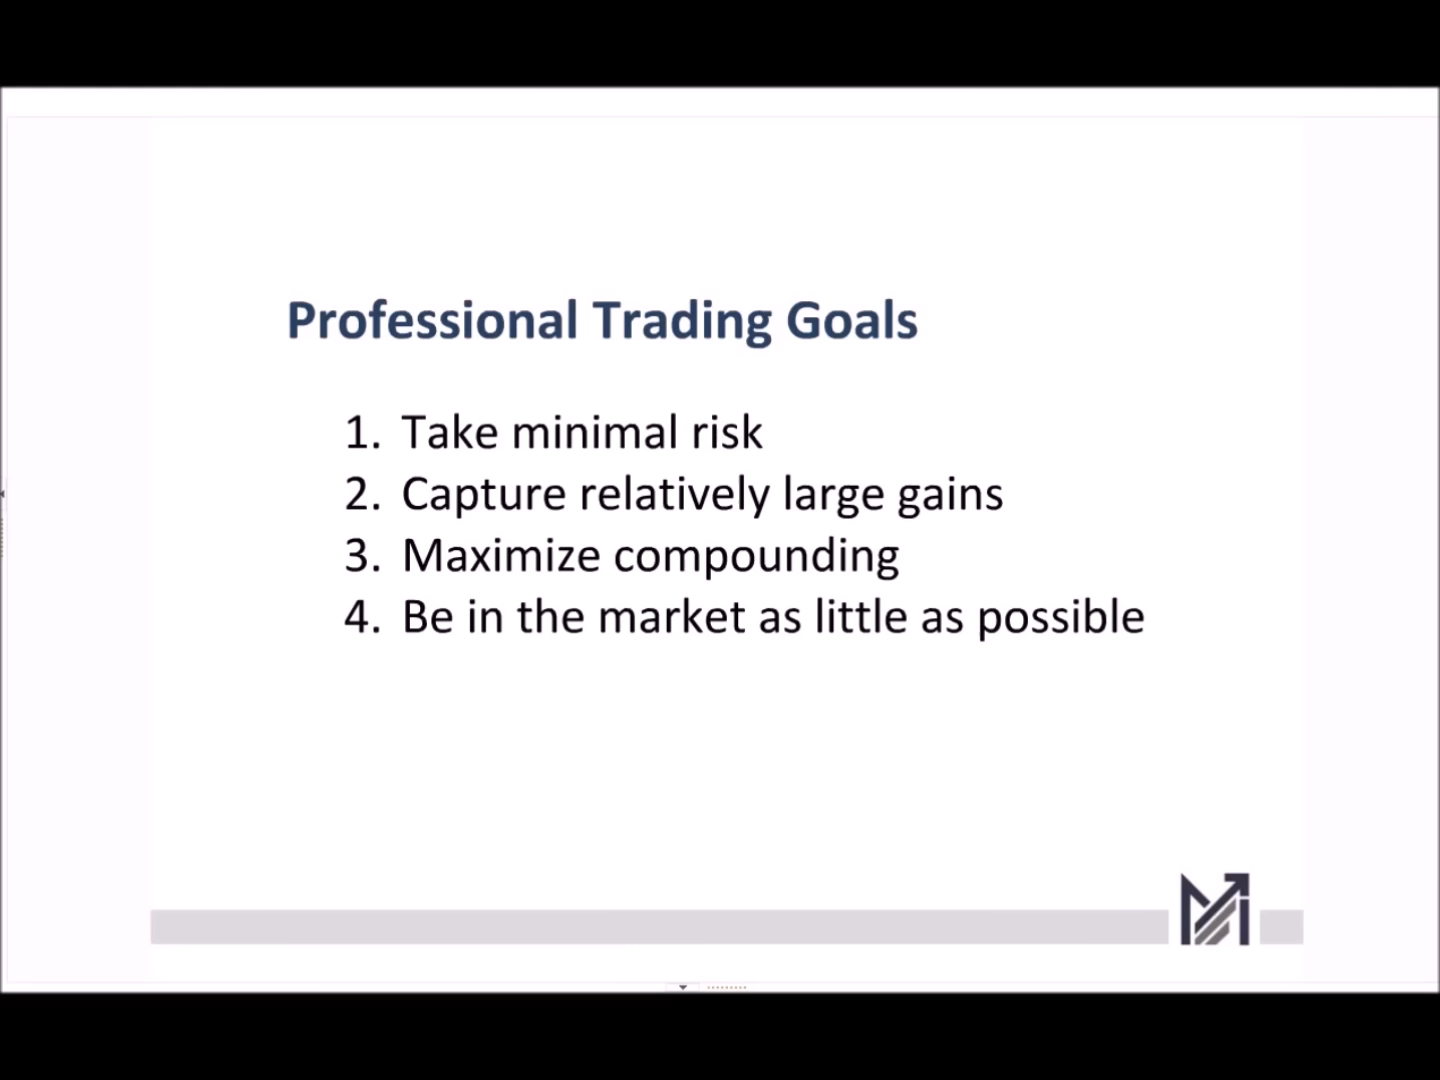 Professional Trading Goals
1. Take minimal risk
2. Capture relatively large gains
3. Maximize compounding
4. Be in the market as little as possible